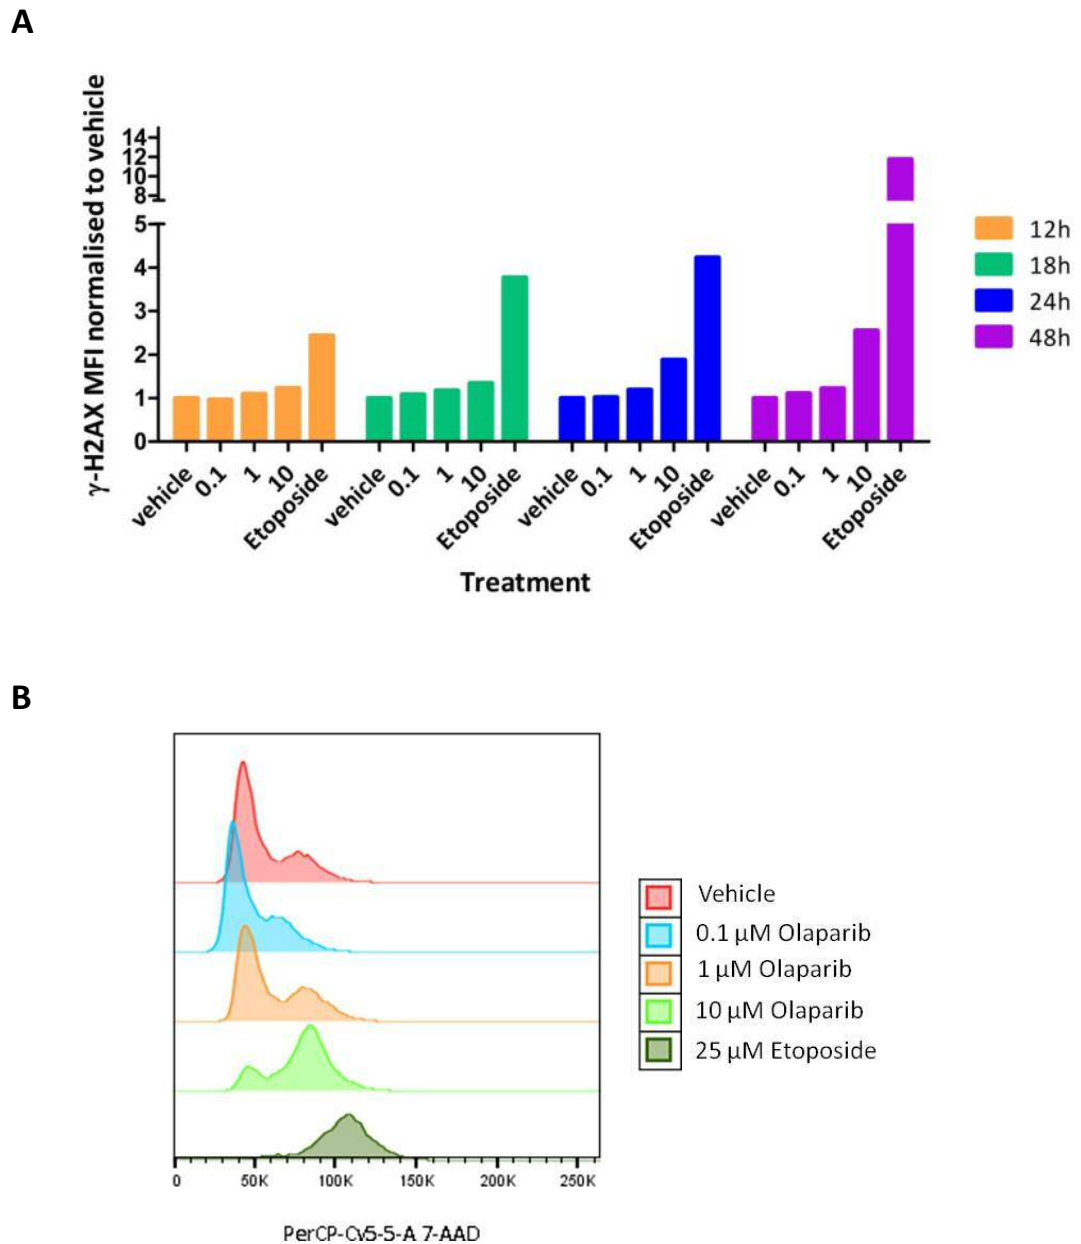 A
γ-H2AX MFI normalised to vehicle
14
12
10
8
5
4
3
2
1
0
vehicle 0.1 1 10 Etoposide vehicle 0.1 1 10 Etoposide vehicle 0.1 1 10 Etoposide vehicle 0.1 1 10 Etoposide
Treatment
12h
18h
24h
48h
B
0 50K 100K 150K 200K 250K
PerCP-Cy5-5-A 7-AAD
Vehicle
0.1 µM Olaparib
1 µM Olaparib
10 µM Olaparib
25 µM Etoposide